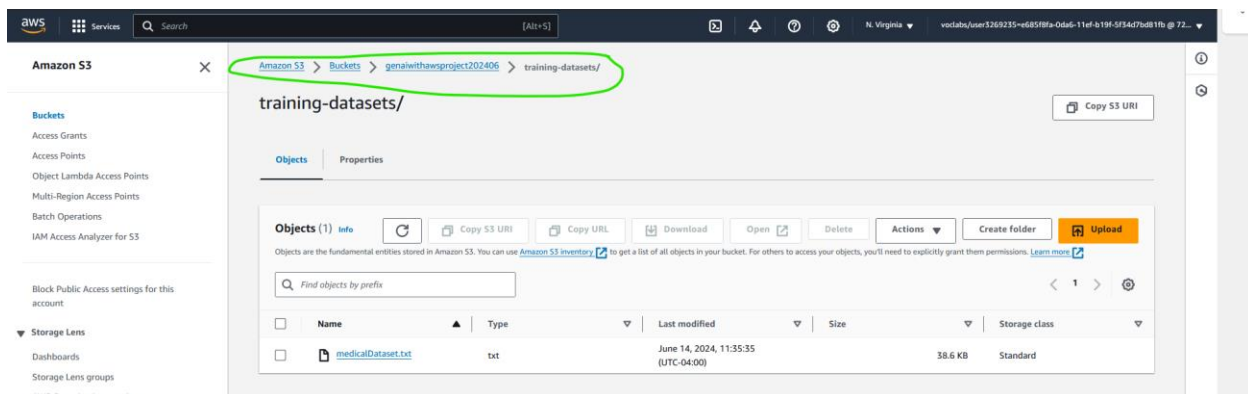 aws Services Search [Alt+S] N. Virginia voclabs/user3269235=e685f8fa-0da6-11ef-b19f-5f34d7bd81fb @ 72...
Amazon S3
Amazon S3 > Buckets > genaiwithawsproject202406 > training-datasets/
training-datasets/
Copy S3 URI
Buckets
Access Grants
Access Points
Object Lambda Access Points
Multi-Region Access Points
Batch Operations
IAM Access Analyzer for S3
Block Public Access settings for this
account
Storage Lens
Dashboards
Storage Lens groups
Objects Properties
Objects (1) Info Copy S3 URI Copy URL Download Open Delete Actions Create folder Upload
Objects are the fundamental entities stored in Amazon S3. You can use Amazon S3 inventory to get a list of all objects in your bucket. For others to access your objects, you'll need to explicitly grant them permissions. Learn more
Find objects by prefix
< 1 >
Name Type Last modified Size Storage class
medicalDataset.txt txt June 14, 2024, 11:35:35 38.6 KB Standard
(UTC-04:00)